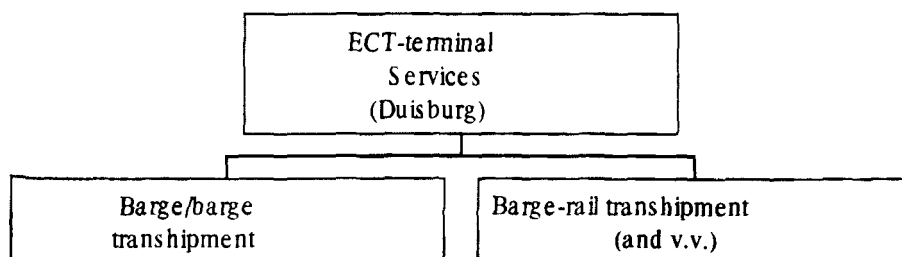 ECT-terminal
Services
(Duisburg)
Barge/barge
transhipment
Barge-rail transhipment
(and v.v.)